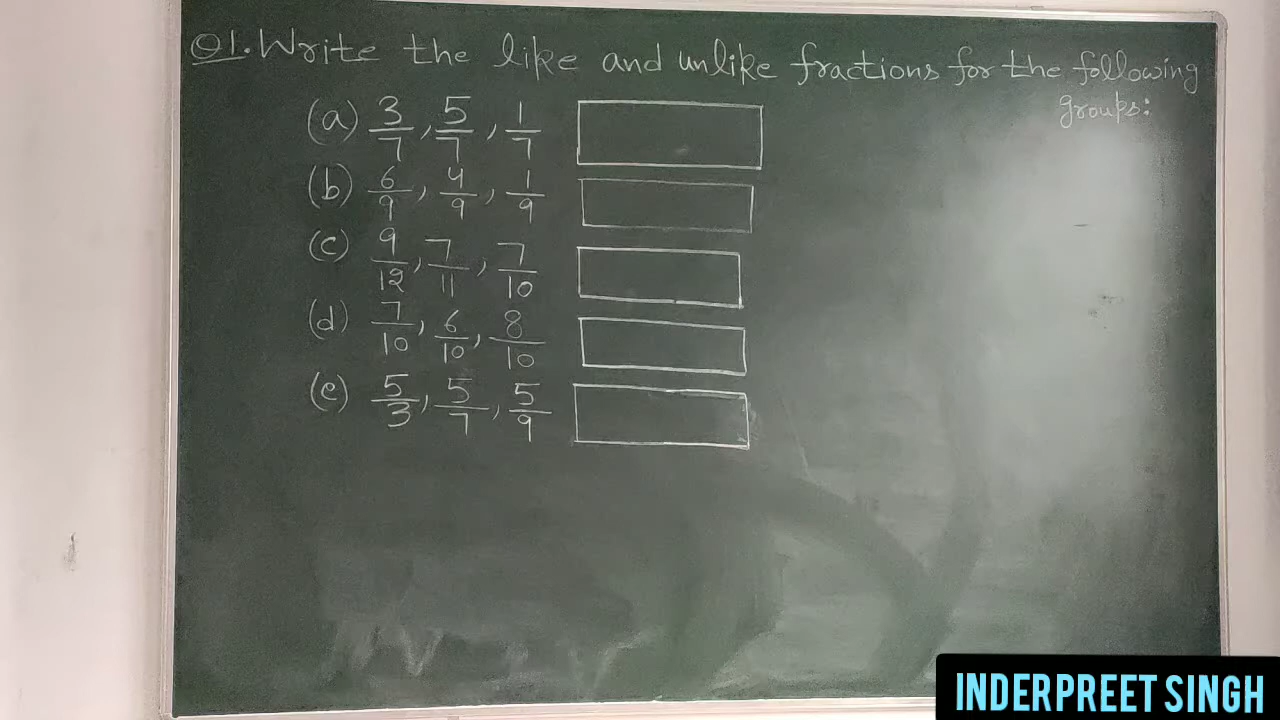 Q1. Write the like and unlike fractions for the following
groups:
(a) 3/7, 5/7, 1/7
(b) 6/9, 4/9, 1/9
(c) 9/12, 7/11, 7/10
(d) 7/10, 6/10, 8/10
(e) 5/3, 5/7, 5/9
INDERPREET SINGH